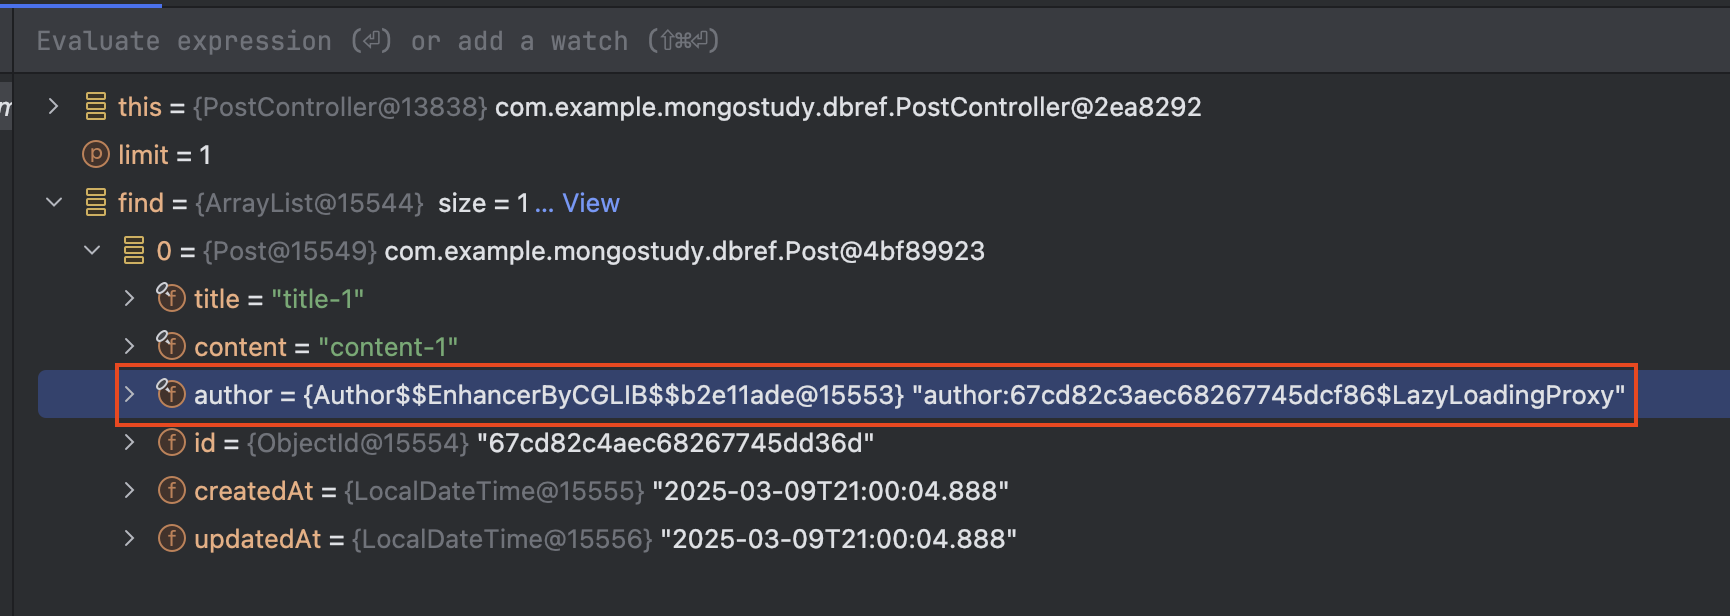 Evaluate expression (⏎) or add a watch (⇧⌘⏎)
this = {PostController@13838} com.example.mongostudy.dbref.PostController@2ea8292
limit = 1
find = {ArrayList@15544} size = 1 ... View
0 = {Post@15549} com.example.mongostudy.dbref.Post@4bf89923
title = "title-1"
content = "content-1"
author = {Author$$EnhancerByCGLIB$$b2e11ade@15553} "author:67cd82c3aec68267745dcf86$LazyLoadingProxy"
id = {ObjectId@15554} "67cd82c4aec68267745dd36d"
createdAt = {LocalDateTime@15555} "2025-03-09T21:00:04.888"
updatedAt = {LocalDateTime@15556} "2025-03-09T21:00:04.888"